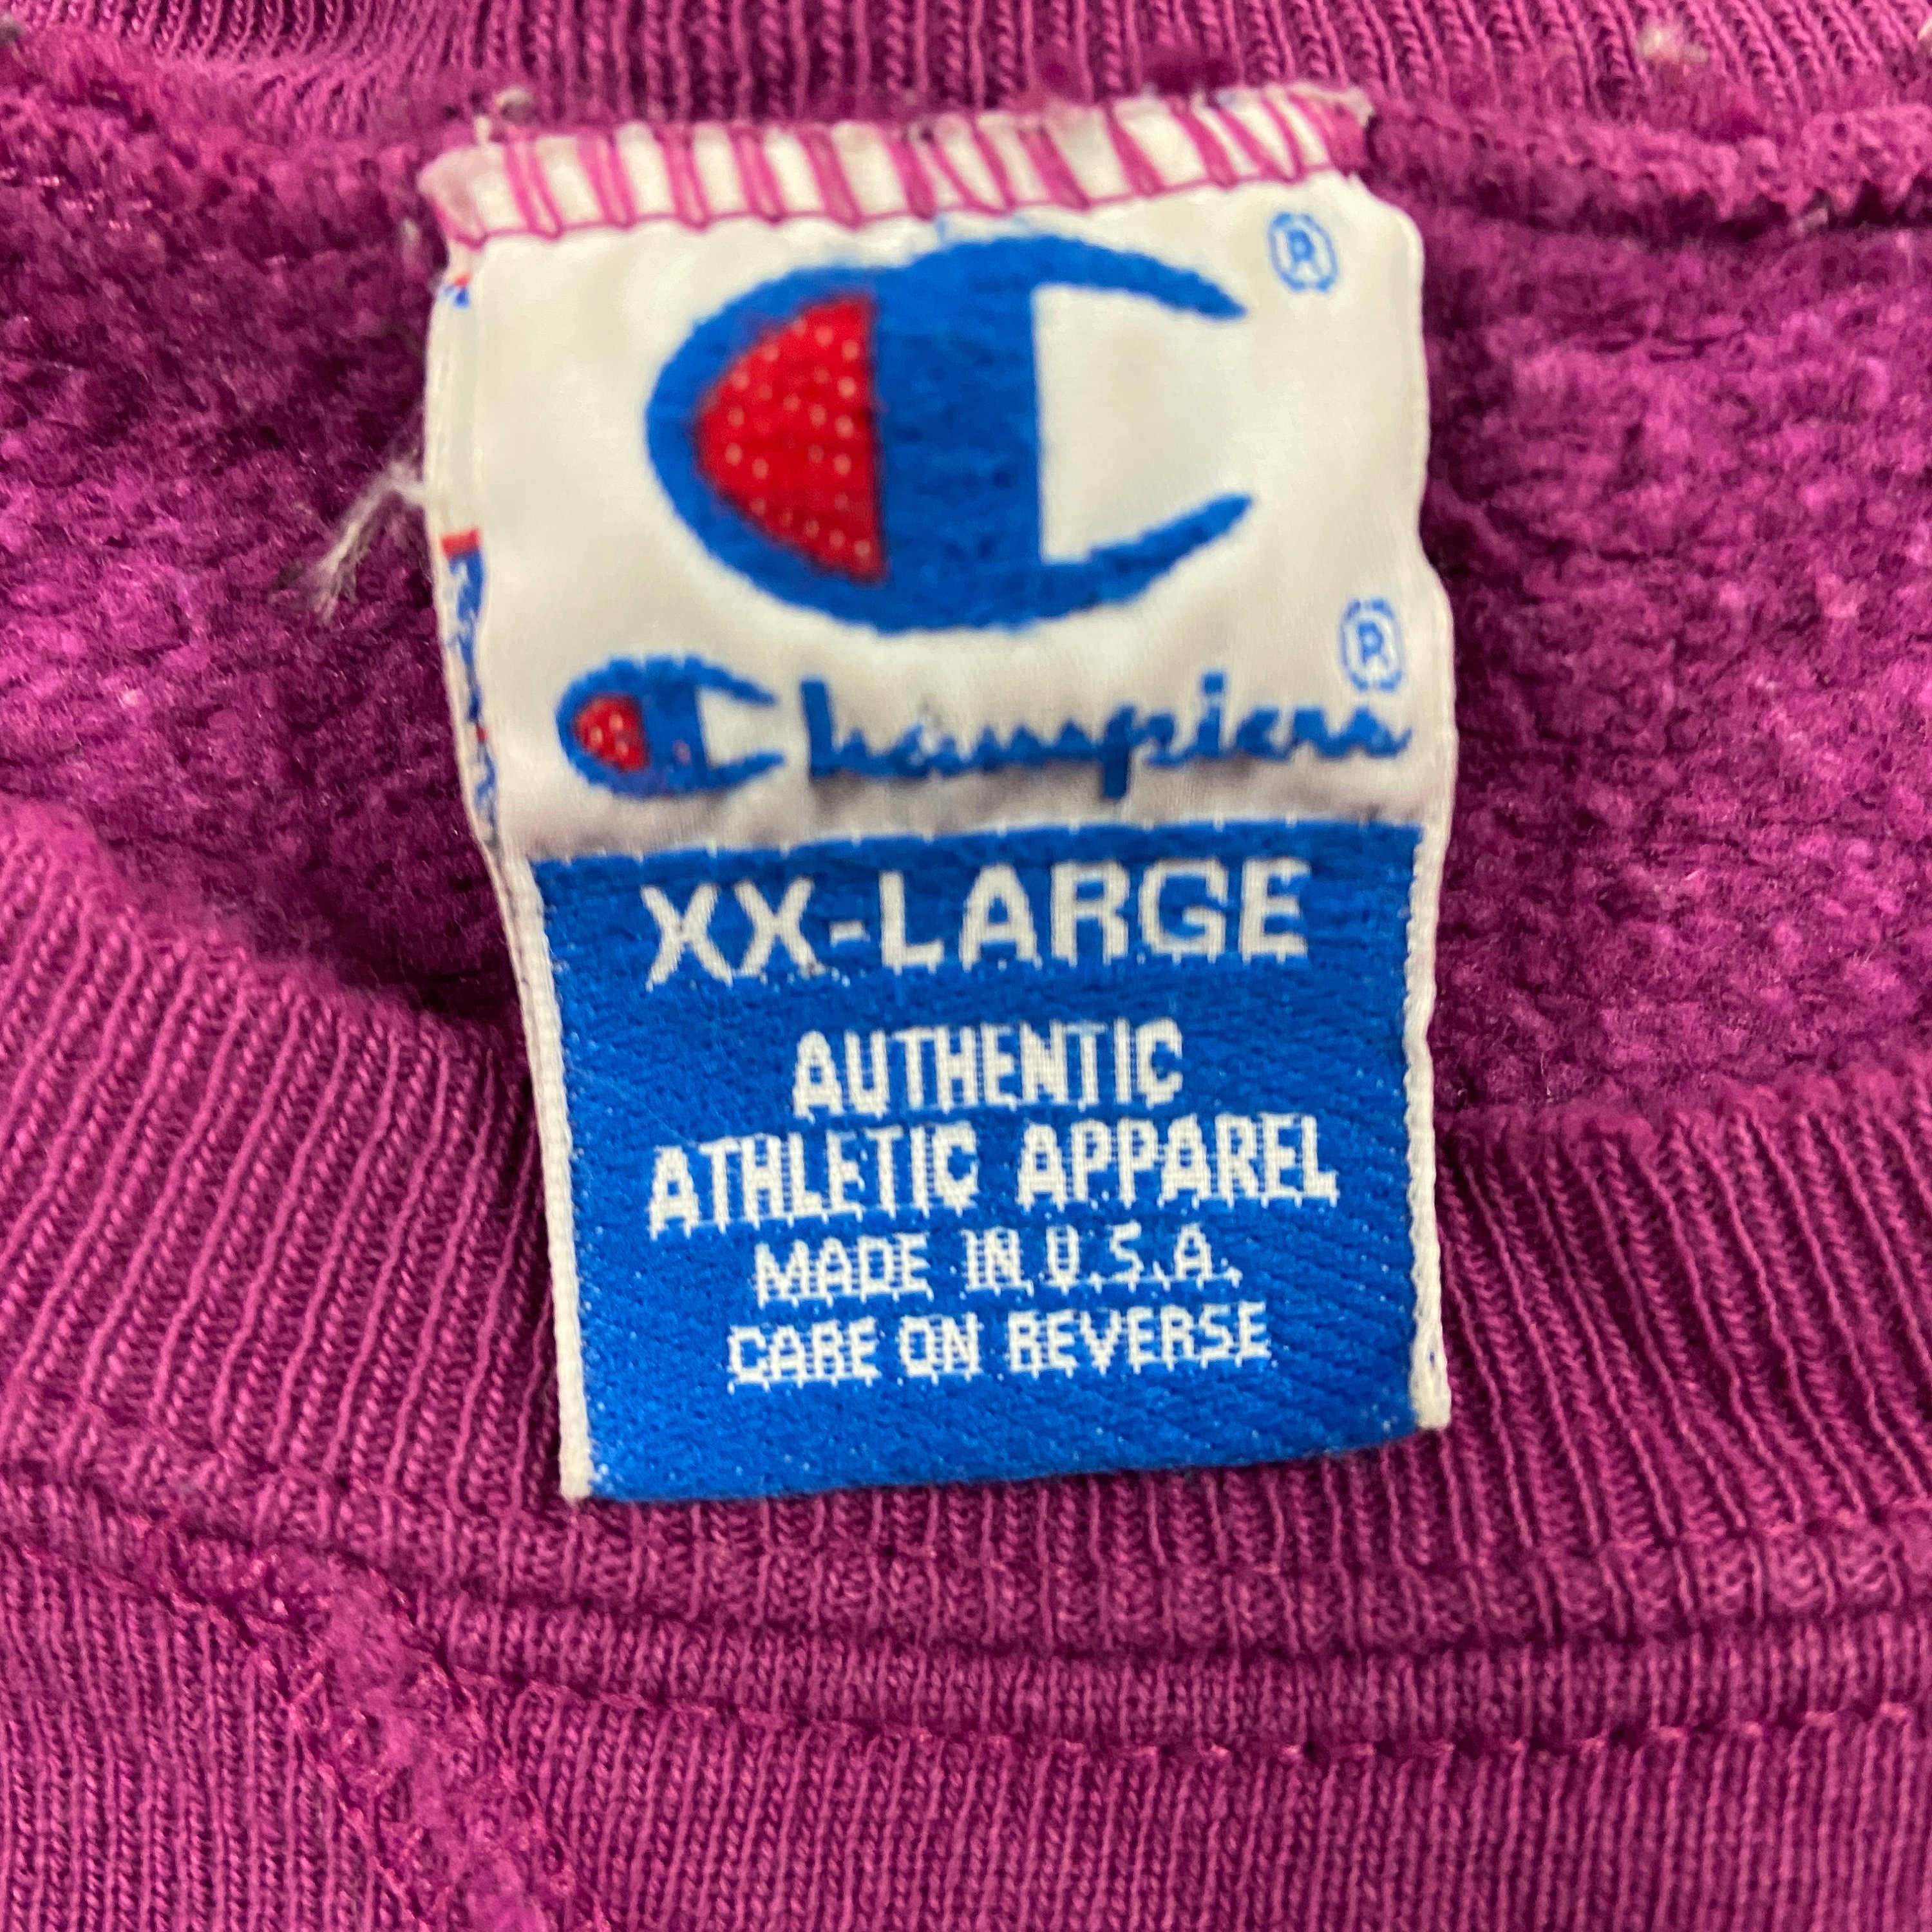 ®
Champion®
XX-LARGE
AUTHENTIC
ATHLETIC APPAREL
MADE IN U.S.A.
CARE ON REVERSE